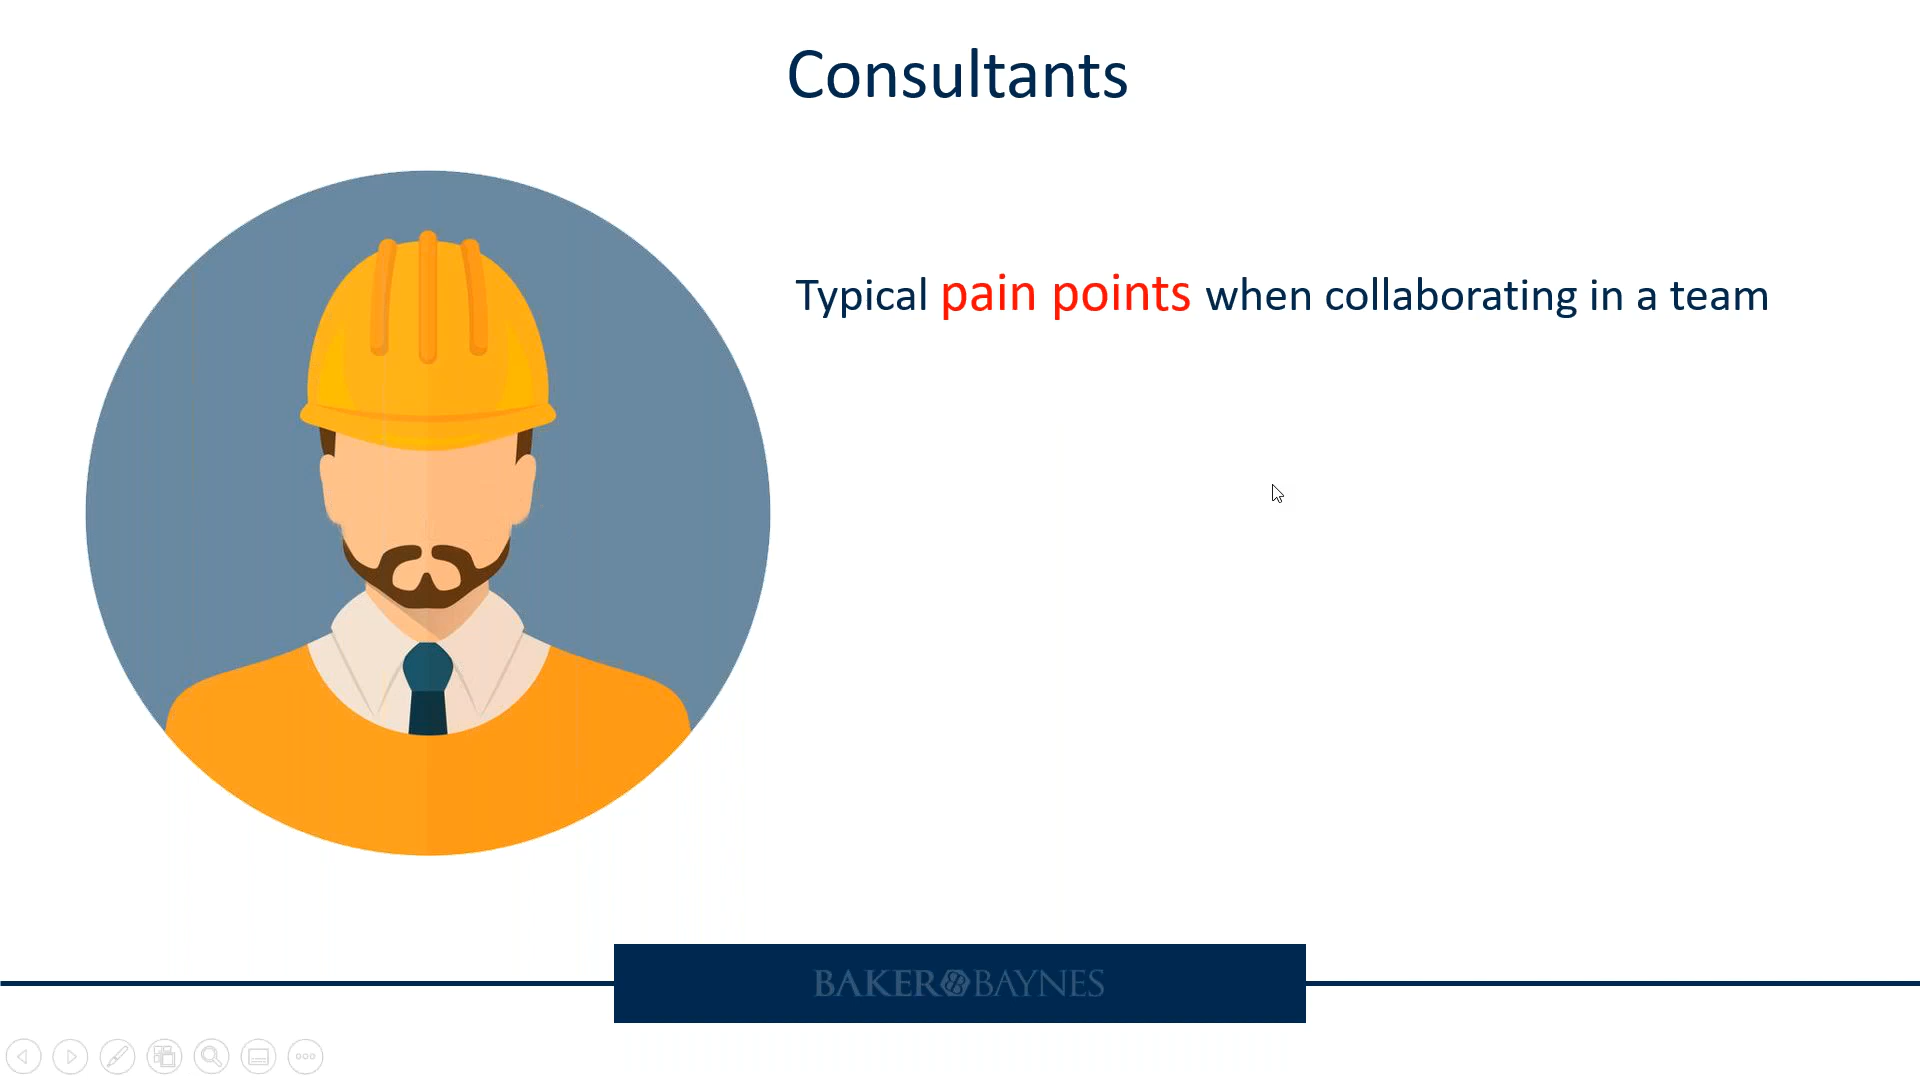 Consultants
Typical pain points when collaborating in a team
BAKER BAYNES